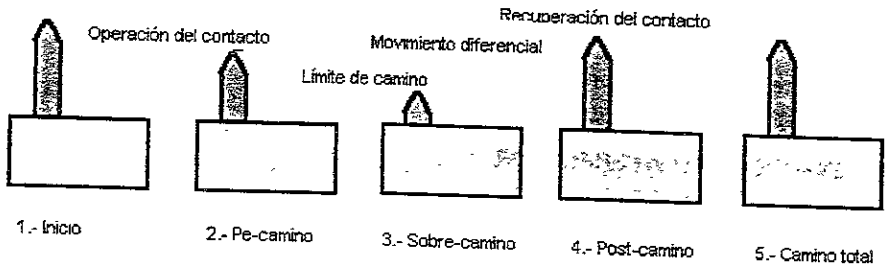 Operación del contacto
Límite de camino
Movimiento diferencial
Recuperación del contacto
1.- Inicio
2.- Pe-camino
3.- Sobre-camino
4.- Post-camino
5.- Camino total